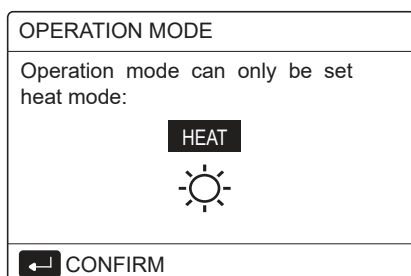 OPERATION MODE
Operation mode can only be set
heat mode:
HEAT
CONFIRM